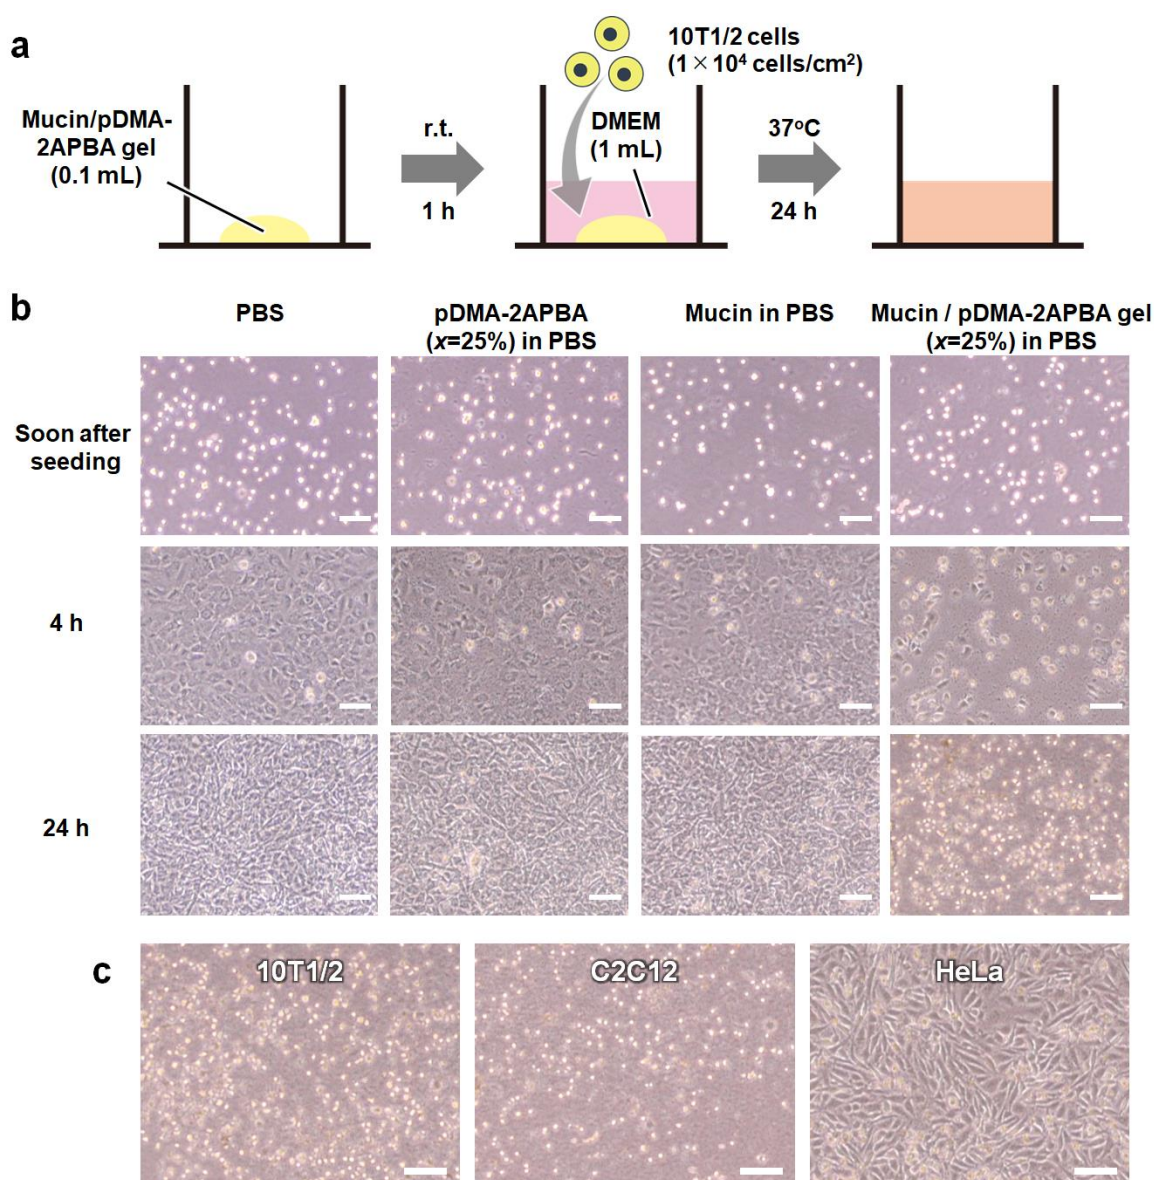 a
Mucin/pDMA-
2APBA gel
(0.1 mL)
r.t.
1 h
10T1/2 cells
(1×10⁴ cells/cm²)
DMEM
(1 mL)
37ºC
24 h
b
PBS
pDMA-2APBA
(x=25%) in PBS
Mucin in PBS
Mucin / pDMA-2APBA gel
(x=25%) in PBS
Soon after
seeding
4 h
24 h
c
10T1/2
C2C12
HeLa